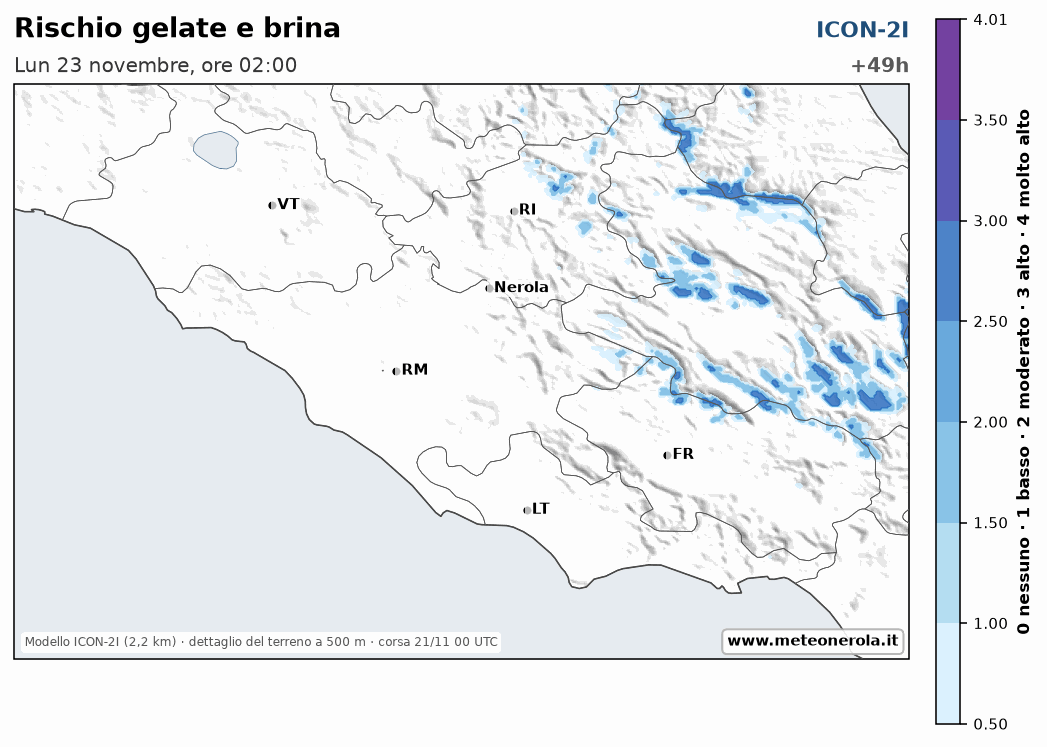 Rischio gelate e brina
ICON-2I
Lun 23 novembre, ore 02:00
+49h
VT
RI
Nerola
RM
FR
LT
Modello ICON-2I (2,2 km) · dettaglio del terreno a 500 m · corsa 21/11 00 UTC
www.meteonerola.it
4.01
3.50
3.00
2.50
2.00
1.50
1.00
0.50
0 nessuno · 1 basso · 2 moderato · 3 alto · 4 molto alto